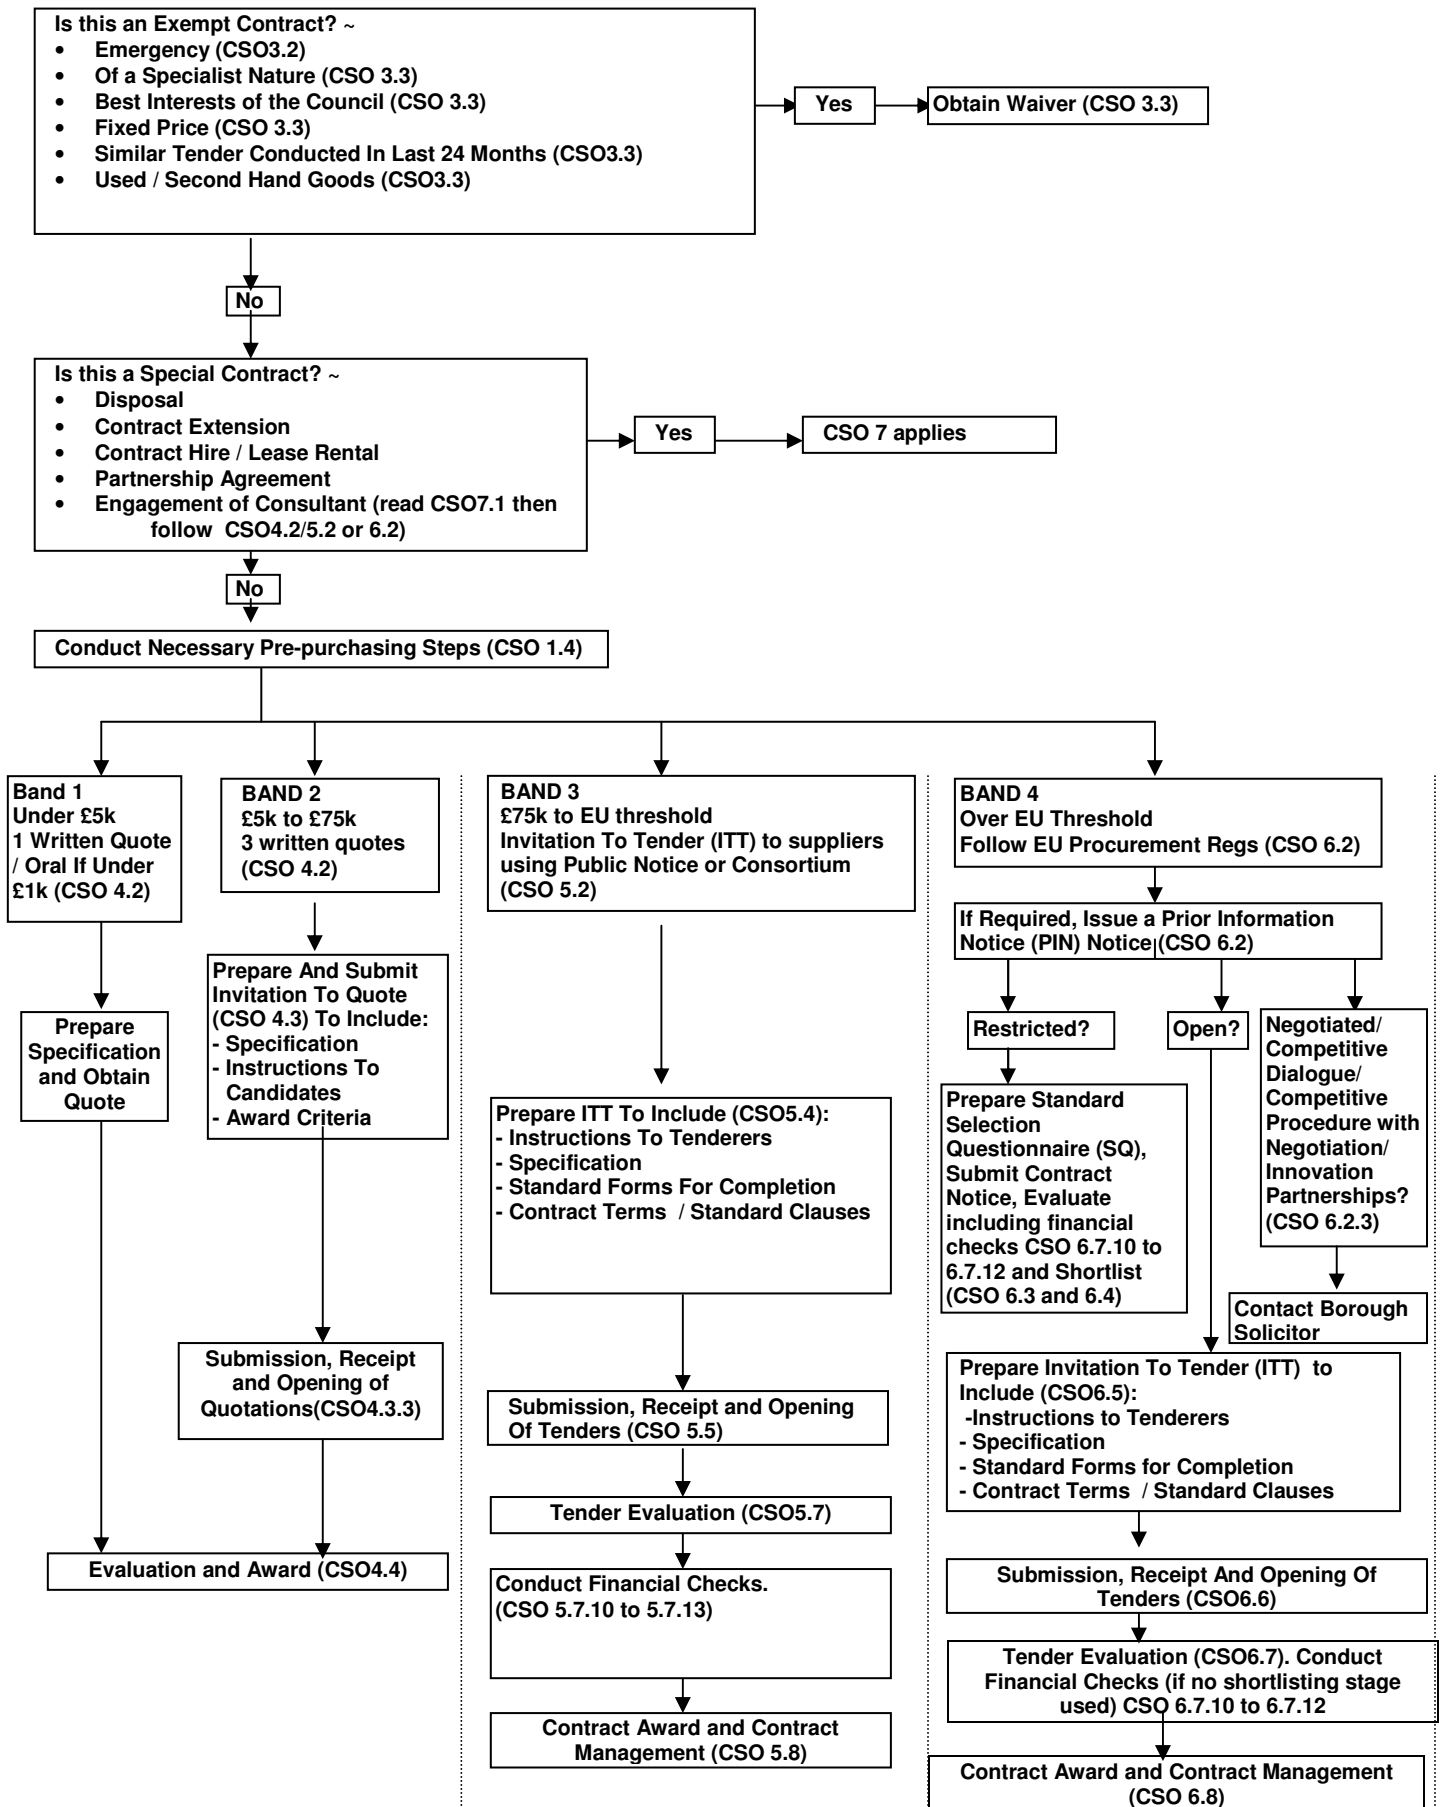 Is this an Exempt Contract? ~
• Emergency (CSO3.2)
• Of a Specialist Nature (CSO 3.3)
• Best Interests of the Council (CSO 3.3)
• Fixed Price (CSO 3.3)
• Similar Tender Conducted In Last 24 Months (CSO3.3)
• Used / Second Hand Goods (CSO3.3)
Yes
Obtain Waiver (CSO 3.3)
No
Is this a Special Contract? ~
• Disposal
• Contract Extension
• Contract Hire / Lease Rental
• Partnership Agreement
• Engagement of Consultant (read CSO7.1 then
follow CSO4.2/5.2 or 6.2)
Yes
CSO 7 applies
No
Conduct Necessary Pre-purchasing Steps (CSO 1.4)
Band 1
Under £5k
1 Written Quote
/ Oral If Under
£1k (CSO 4.2)
Prepare
Specification
and Obtain
Quote
BAND 2
£5k to £75k
3 written quotes
(CSO 4.2)
Prepare And Submit
Invitation To Quote
(CSO 4.3) To Include:
- Specification
- Instructions To
Candidates
- Award Criteria
Submission, Receipt
and Opening of
Quotations(CSO4.3.3)
Evaluation and Award (CSO4.4)
BAND 3
£75k to EU threshold
Invitation To Tender (ITT) to suppliers
using Public Notice or Consortium
(CSO 5.2)
Prepare ITT To Include (CSO5.4):
- Instructions To Tenderers
- Specification
- Standard Forms For Completion
- Contract Terms / Standard Clauses
Submission, Receipt and Opening
Of Tenders (CSO 5.5)
Tender Evaluation (CSO5.7)
Conduct Financial Checks.
(CSO 5.7.10 to 5.7.13)
Contract Award and Contract
Management (CSO 5.8)
BAND 4
Over EU Threshold
Follow EU Procurement Regs (CSO 6.2)
If Required, Issue a Prior Information
Notice (PIN) Notice (CSO 6.2)
Restricted?
Prepare Standard
Selection
Questionnaire (SQ),
Submit Contract
Notice, Evaluate
including financial
checks CSO 6.7.10 to
6.7.12 and Shortlist
(CSO 6.3 and 6.4)
Open?
Negotiated/
Competitive
Dialogue/
Competitive
Procedure with
Negotiation/
Innovation
Partnerships?
(CSO 6.2.3)
Contact Borough
Solicitor
Prepare Invitation To Tender (ITT) to
Include (CSO6.5):
-Instructions to Tenderers
- Specification
- Standard Forms for Completion
- Contract Terms / Standard Clauses
Submission, Receipt And Opening Of
Tenders (CSO6.6)
Tender Evaluation (CSO6.7). Conduct
Financial Checks (if no shortlisting stage
used) CSO 6.7.10 to 6.7.12
Contract Award and Contract Management
(CSO 6.8)